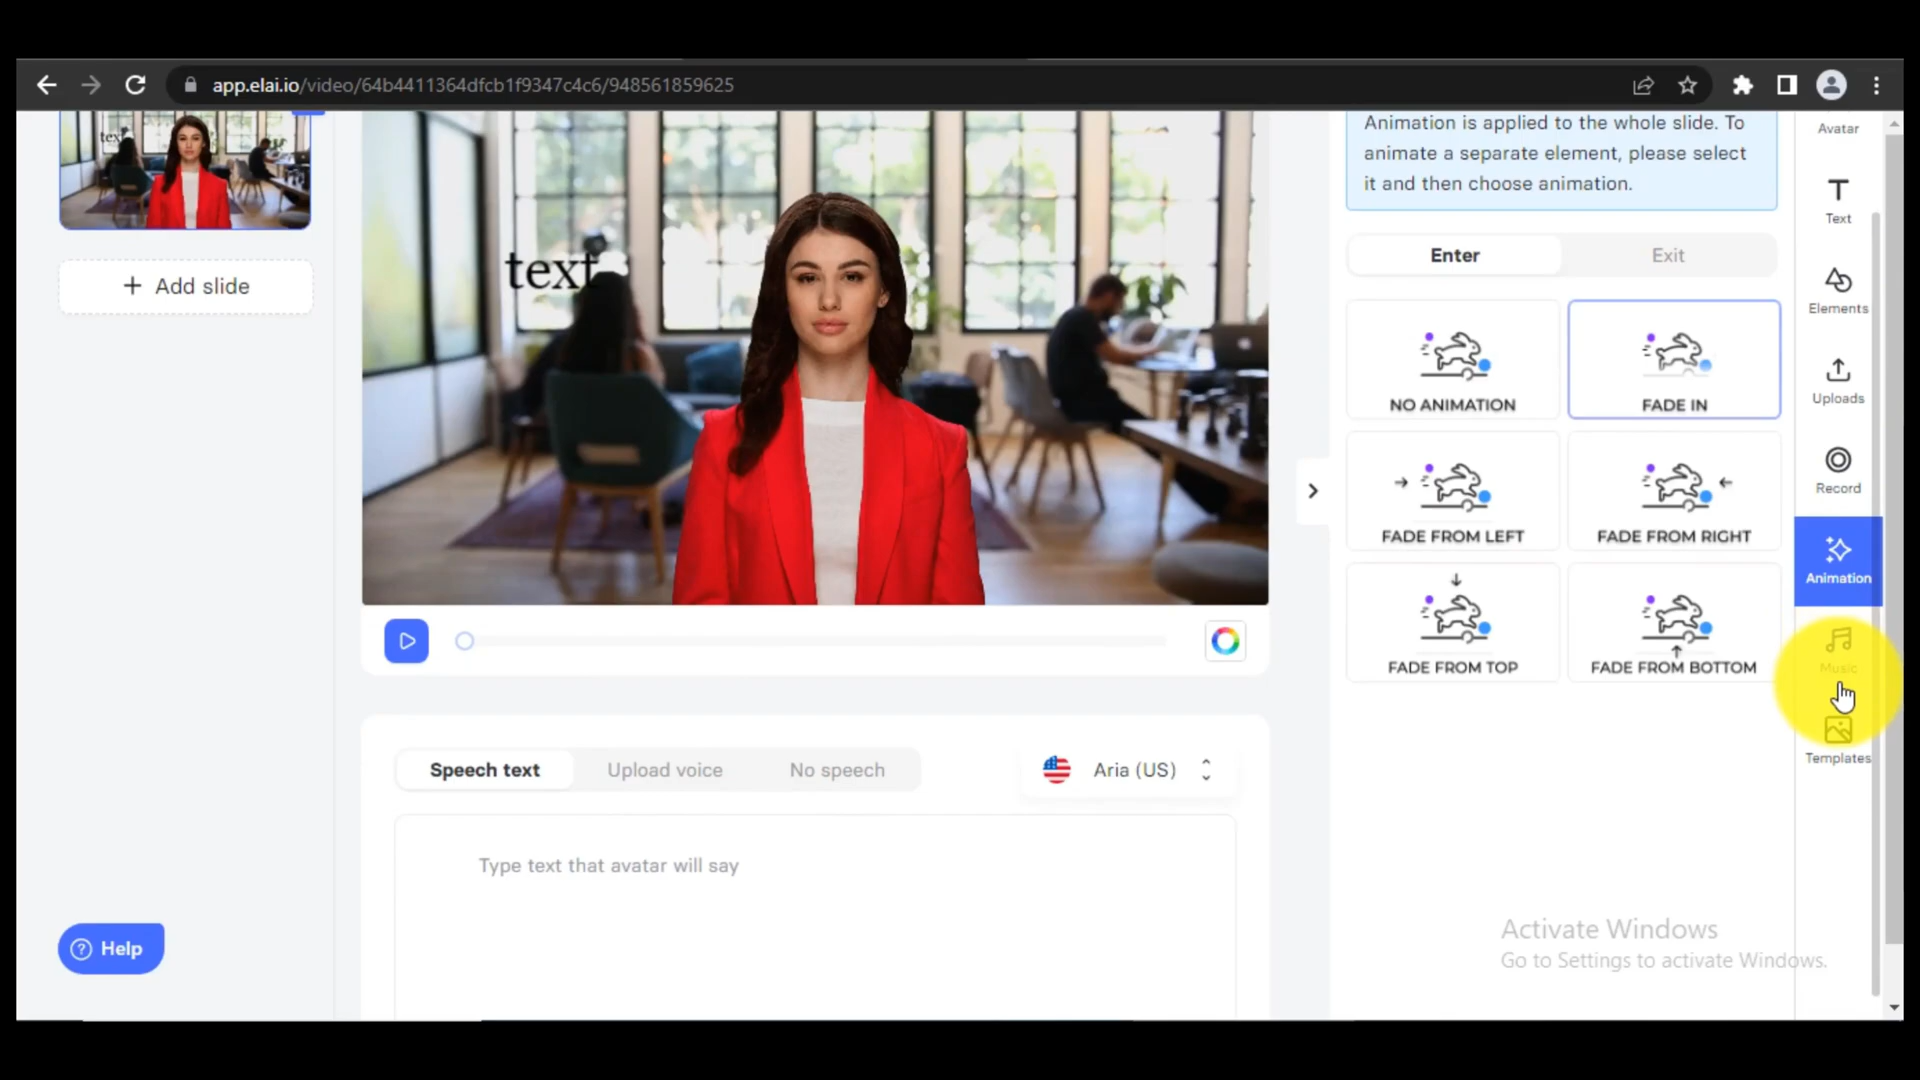 app.elai.io/video/64b4411364dfcb1f9347c4c6/948561859625
text
Add slide
text
Animation is applied to the whole slide. To
animate a separate element, please select
it and then choose animation.
Enter
Exit
NO ANIMATION
FADE IN
FADE FROM LEFT
FADE FROM RIGHT
FADE FROM TOP
FADE FROM BOTTOM
Avatar
Text
Elements
Uploads
Record
Animation
Music
Templates
Speech text
Upload voice
No speech
Aria (US)
Type text that avatar will say
Help
Activate Windows
Go to Settings to activate Windows.